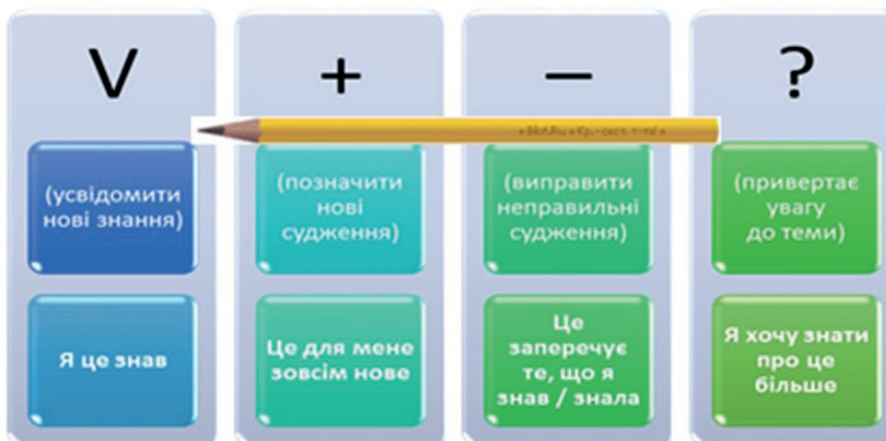 V
+
—
?
(усвідомити
нові знання)
(позначити
нові
судження)
(виправити
неправильні
судження)
(привертає
увагу
до теми)
Я це знав
Це для мене
зовсім нове
Це
заперечує
те, що я
знав / знала
Я хочу знати
про це
більше